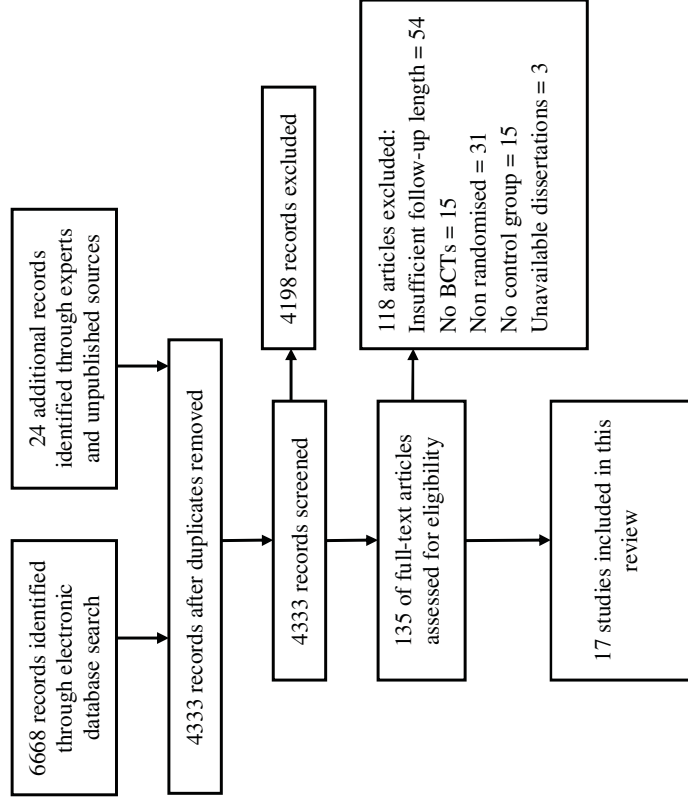 6668 records identified
through electronic
database search
24 additional records
identified through experts
and unpublished sources
4333 records after duplicates removed
4333 records screened
4198 records excluded
135 of full-text articles
assessed for eligibility
118 articles excluded:
Insufficient follow-up length = 54
No BCTs = 15
Non randomised = 31
No control group = 15
Unavailable dissertations = 3
17 studies included in this
review